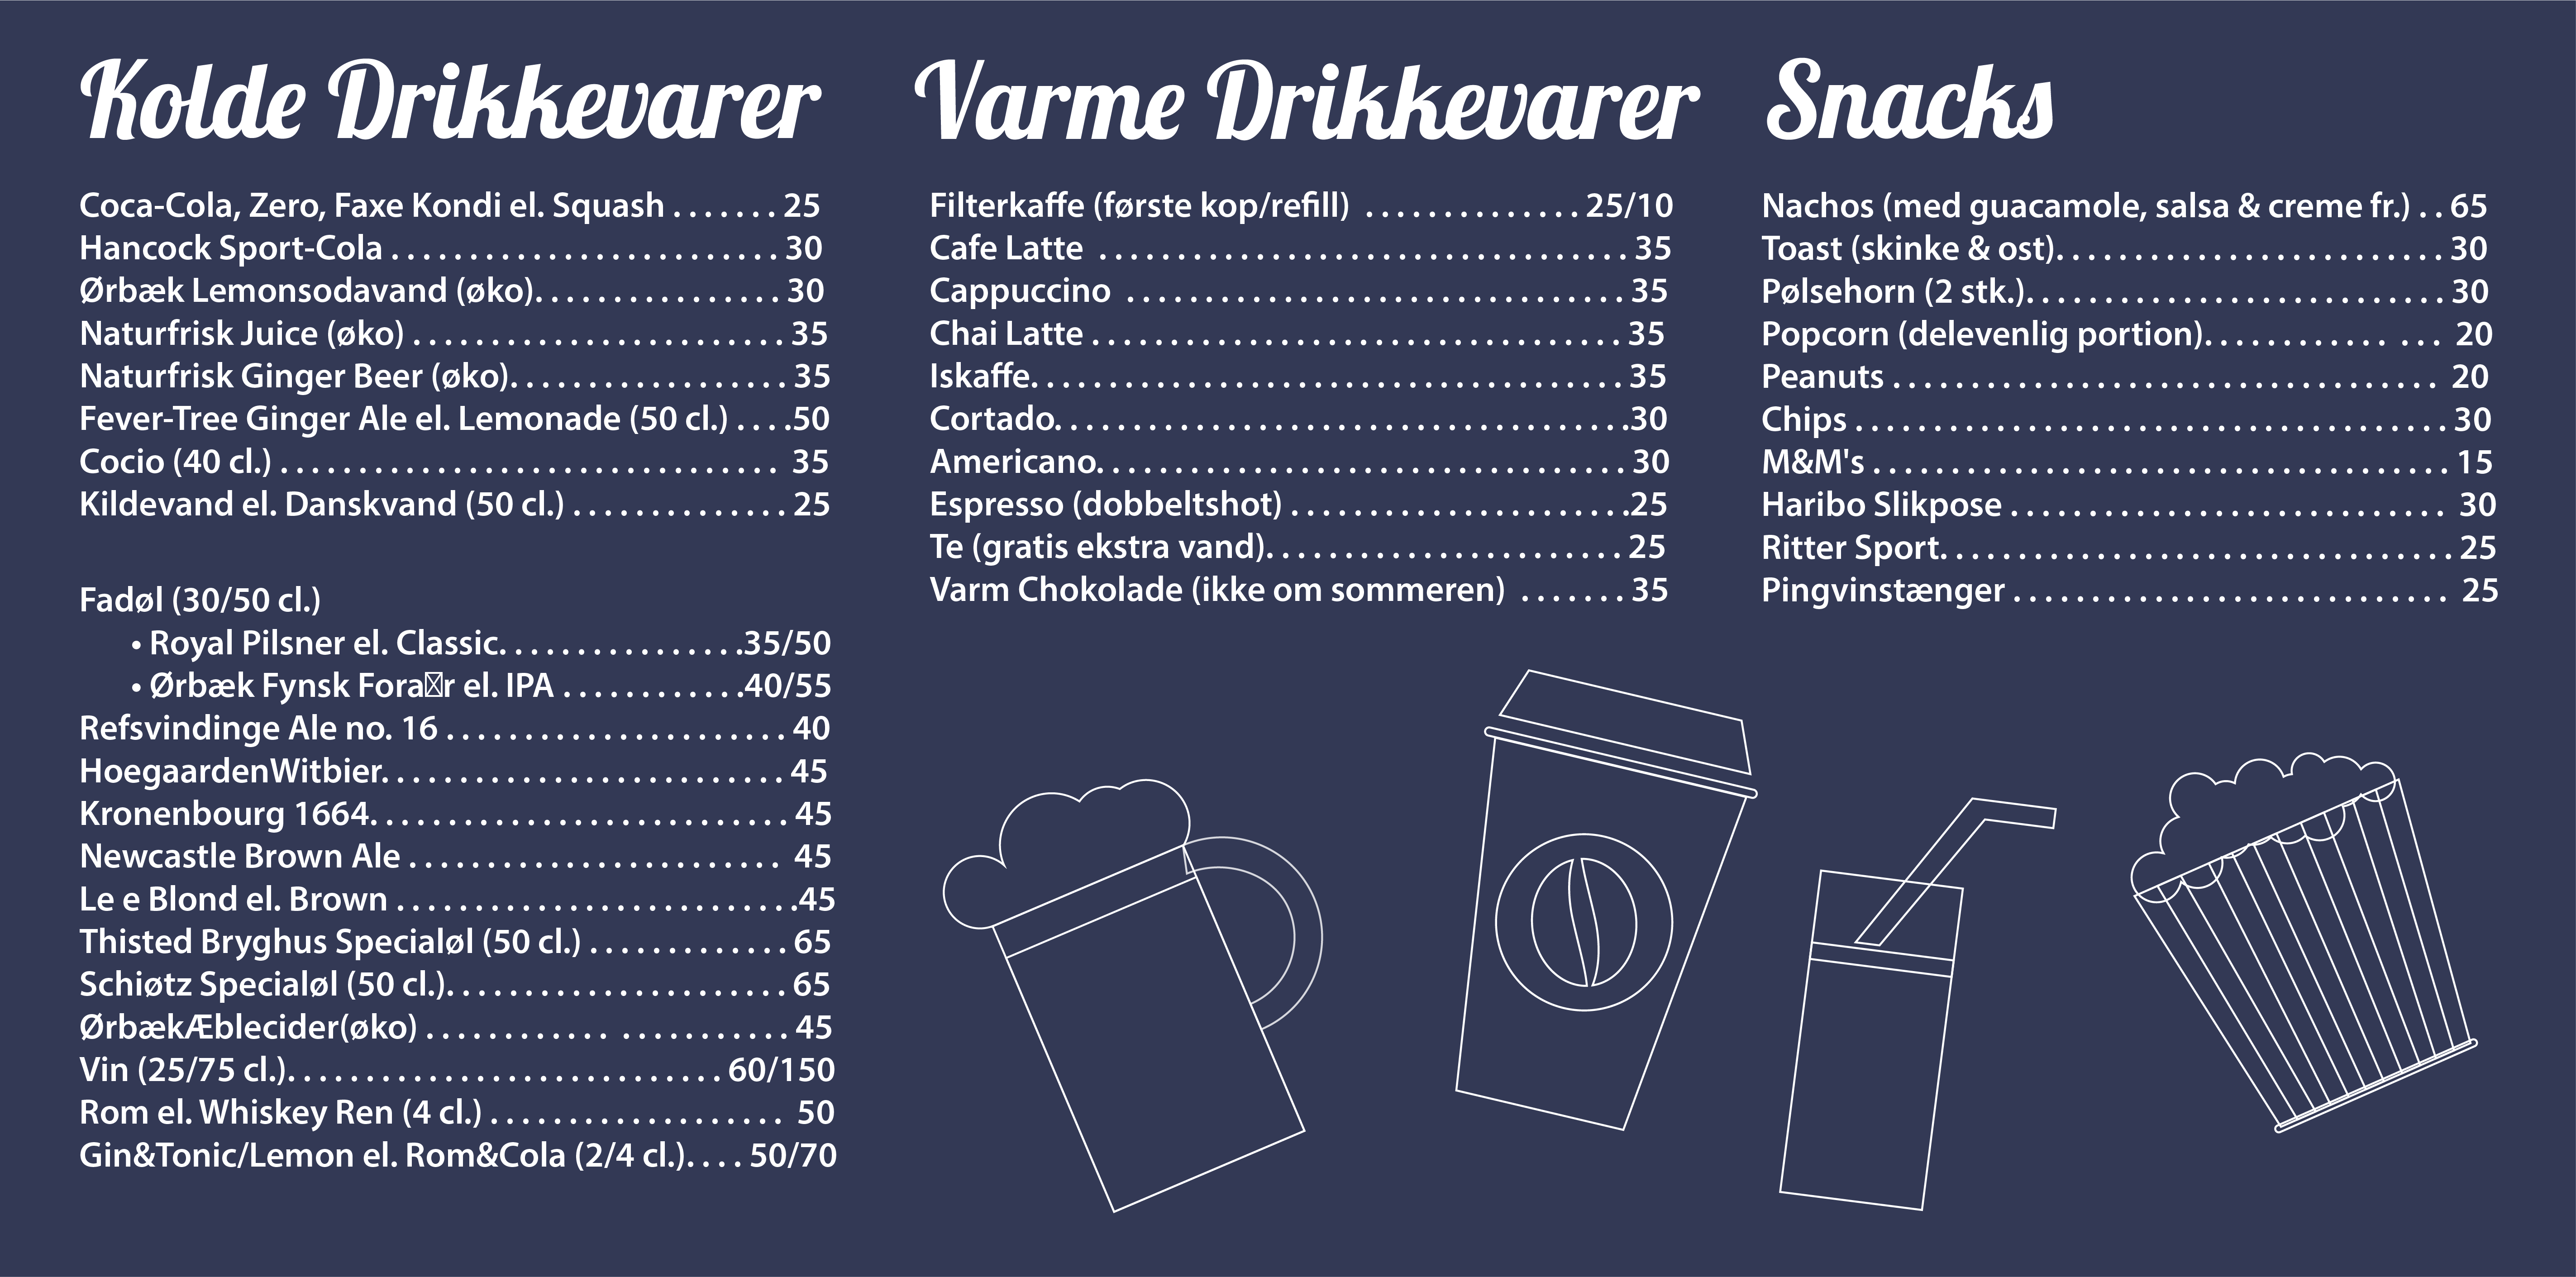 Kolde Drikkevarer
Coca-Cola, Zero, Faxe Kondi el. Squash . . . . . . . 25
Hancock Sport-Cola . . . . . . . . . . . . . . . . . . . . . . . . . 30
Ørbæk Lemonsodavand (øko). . . . . . . . . . . . . . . . 30
Naturfrisk Juice (øko) . . . . . . . . . . . . . . . . . . . . . . . . 35
Naturfrisk Ginger Beer (øko). . . . . . . . . . . . . . . . . . 35
Fever-Tree Ginger Ale el. Lemonade (50 cl.) . . . .50
Cocio (40 cl.) . . . . . . . . . . . . . . . . . . . . . . . . . . . . . . . . 35
Kildevand el. Danskvand (50 cl.) . . . . . . . . . . . . . . 25
Fadøl (30/50 cl.)
• Royal Pilsner el. Classic. . . . . . . . . . . . . . . .35/50
• Ørbæk Fynsk Fora☒r el. IPA . . . . . . . . . . . .40/55
Refsvindinge Ale no. 16 . . . . . . . . . . . . . . . . . . . . . . 40
HoegaardenWitbier. . . . . . . . . . . . . . . . . . . . . . . . . . 45
Kronenbourg 1664. . . . . . . . . . . . . . . . . . . . . . . . . . . 45
Newcastle Brown Ale . . . . . . . . . . . . . . . . . . . . . . . . 45
Le e Blond el. Brown . . . . . . . . . . . . . . . . . . . . . . . . . .45
Thisted Bryghus Specialøl (50 cl.) . . . . . . . . . . . . . 65
Schiøtz Specialøl (50 cl.). . . . . . . . . . . . . . . . . . . . . . 65
ØrbækÆblecider(øko) . . . . . . . . . . . . . . . . . . . . . . . 45
Vin (25/75 cl.). . . . . . . . . . . . . . . . . . . . . . . . . . . . 60/150
Rom el. Whiskey Ren (4 cl.) . . . . . . . . . . . . . . . . . . . 50
Gin&Tonic/Lemon el. Rom&Cola (2/4 cl.). . . . 50/70
Varme Drikkevarer
Filterkaffe (første kop/refill) . . . . . . . . . . . . . . 25/10
Cafe Latte . . . . . . . . . . . . . . . . . . . . . . . . . . . . . . . . . . 35
Cappuccino . . . . . . . . . . . . . . . . . . . . . . . . . . . . . . . . 35
Chai Latte . . . . . . . . . . . . . . . . . . . . . . . . . . . . . . . . . . 35
Iskaffe. . . . . . . . . . . . . . . . . . . . . . . . . . . . . . . . . . . . . . 35
Cortado. . . . . . . . . . . . . . . . . . . . . . . . . . . . . . . . . . . . .30
Americano. . . . . . . . . . . . . . . . . . . . . . . . . . . . . . . . . . 30
Espresso (dobbeltshot) . . . . . . . . . . . . . . . . . . . . . .25
Te (gratis ekstra vand). . . . . . . . . . . . . . . . . . . . . . . 25
Varm Chokolade (ikke om sommeren) . . . . . . . 35
Snacks
Nachos (med guacamole, salsa & creme fr.) . . 65
Toast (skinke & ost). . . . . . . . . . . . . . . . . . . . . . . . . 30
Pølsehorn (2 stk.). . . . . . . . . . . . . . . . . . . . . . . . . . . 30
Popcorn (delevenlig portion). . . . . . . . . . . . . . . 20
Peanuts . . . . . . . . . . . . . . . . . . . . . . . . . . . . . . . . . . . 20
Chips . . . . . . . . . . . . . . . . . . . . . . . . . . . . . . . . . . . . . . 30
M&M's . . . . . . . . . . . . . . . . . . . . . . . . . . . . . . . . . . . . . 15
Haribo Slikpose . . . . . . . . . . . . . . . . . . . . . . . . . . . . 30
Ritter Sport. . . . . . . . . . . . . . . . . . . . . . . . . . . . . . . . . 25
Pingvinstænger . . . . . . . . . . . . . . . . . . . . . . . . . . . . 25